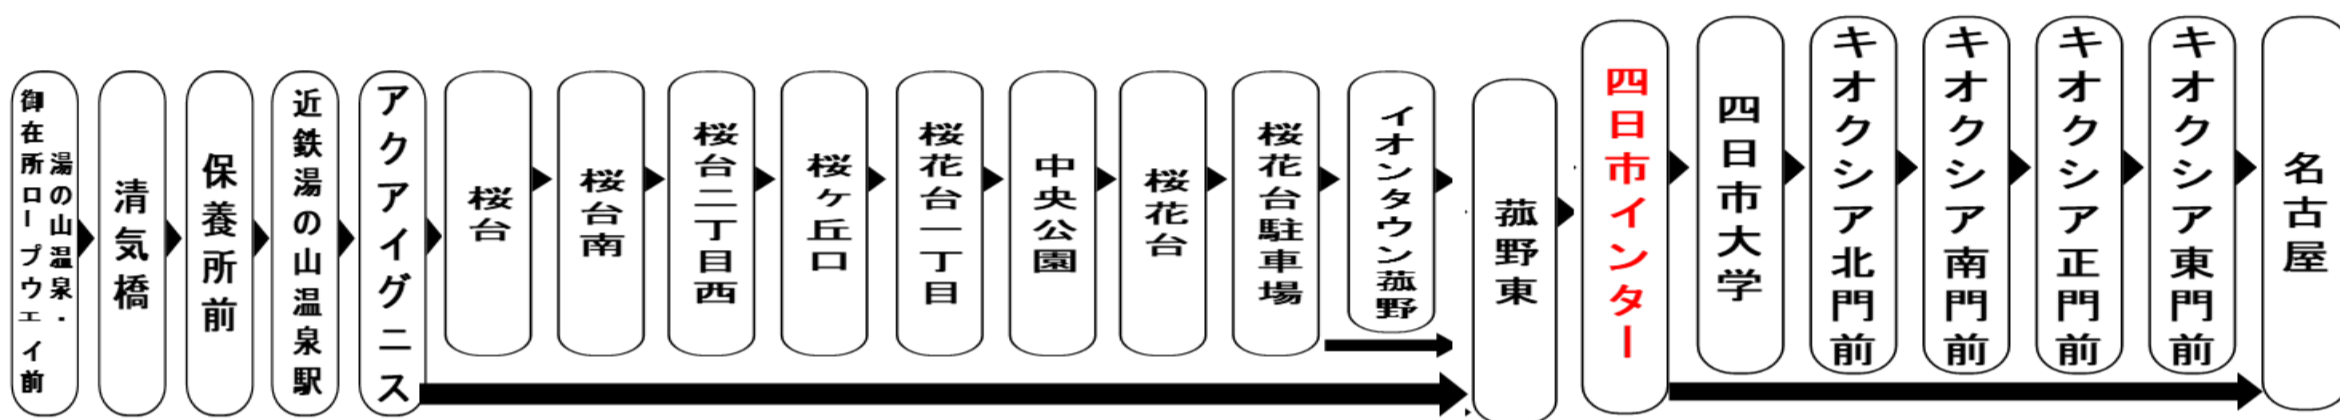 湯の山温泉・
御在所ロープウェイ前
清気橋
保養所前
近鉄湯の山温泉駅
アクアイグニス
桜台
桜台南
桜台二丁目西
桜ヶ丘口
桜花台一丁目
中央公園
桜花台
桜花台駐車場
イオンタウン菰野
菰野東
四日市インター
四日市大学
キオクシア北門前
キオクシア南門前
キオクシア正門前
キオクシア東門前
名古屋